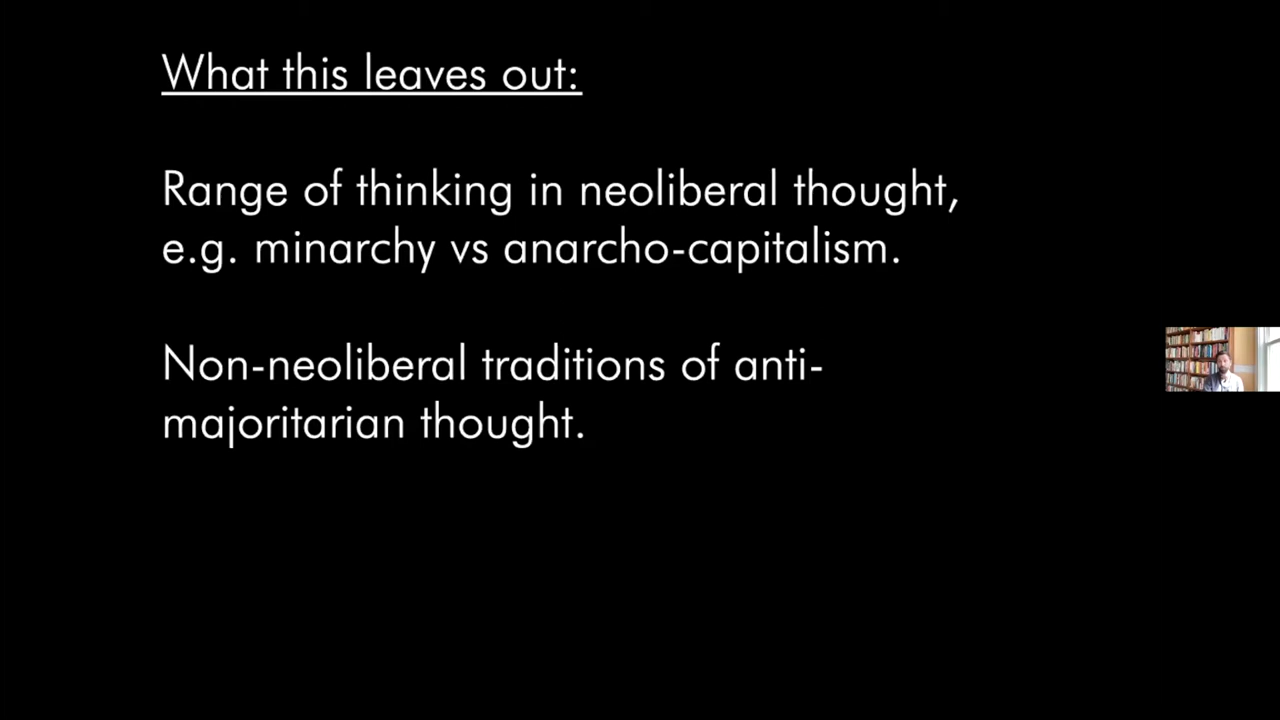 What this leaves out:
Range of thinking in neoliberal thought,
e.g. minarchy vs anarcho-capitalism.
Non-neoliberal traditions of anti-
majoritarian thought.